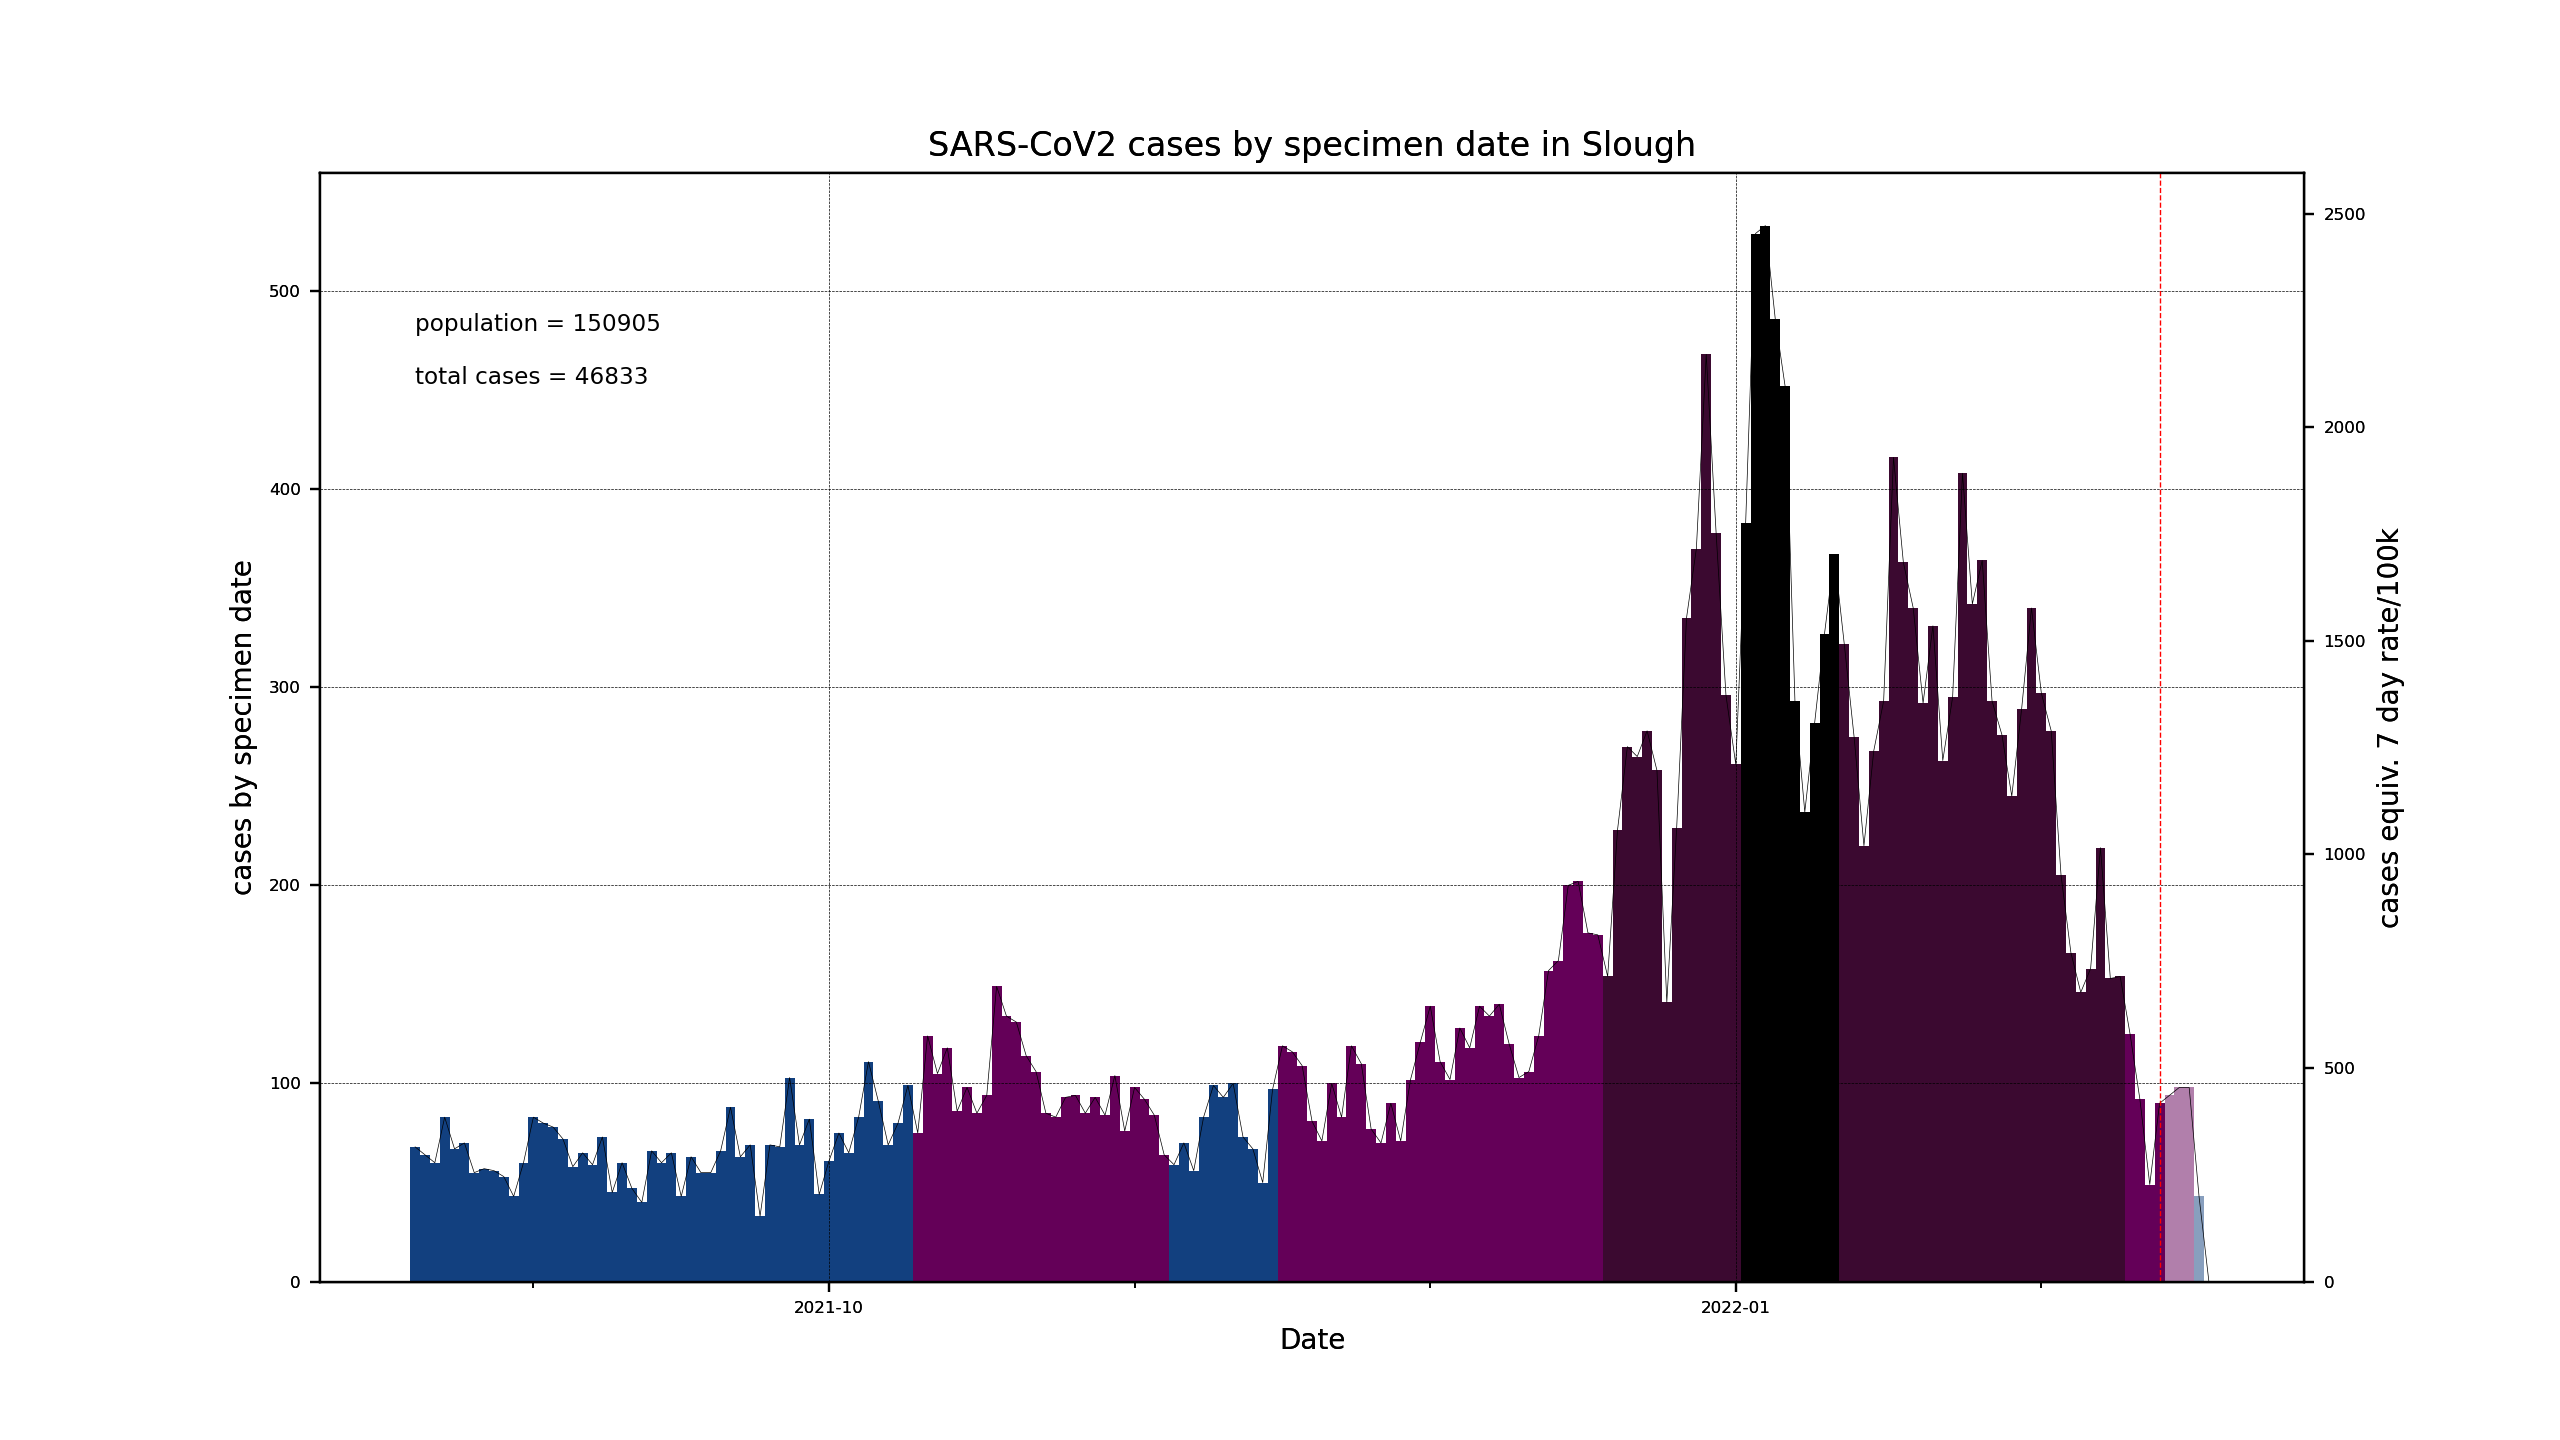 SARS-CoV2 cases by specimen date in Slough
population = 150905
total cases = 46833
cases by specimen date
500
400
300
200
100
0
2500
2000
1500
1000
500
0
cases equiv. 7 day rate/100k
2021-10
2022-01
Date